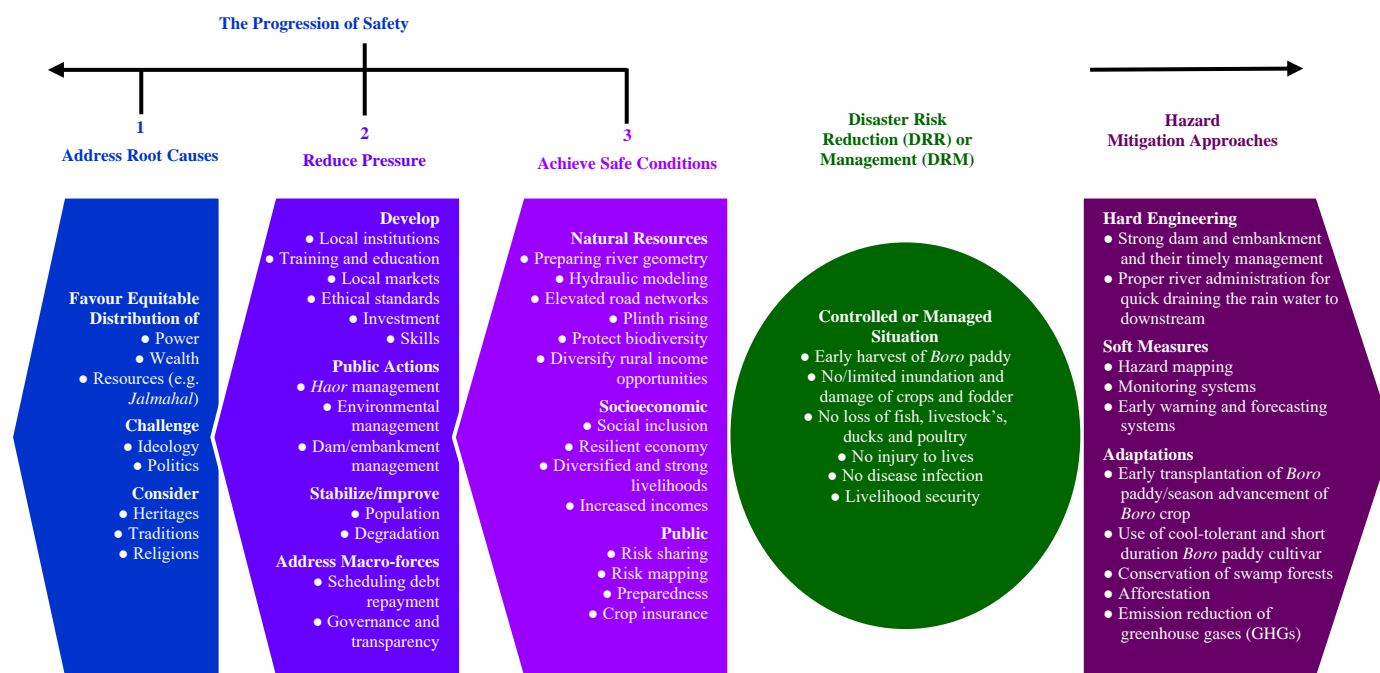 The Progression of Safety
1
Address Root Causes
2
Reduce Pressure
3
Achieve Safe Conditions
Disaster Risk
Reduction (DRR) or
Management (DRM)
Hazard
Mitigation Approaches
Favour Equitable
Distribution of
● Power
● Wealth
● Resources (e.g.
Jalmahal)
Challenge
● Ideology
● Politics
Consider
● Heritages
● Traditions
● Religions
Develop
● Local institutions
● Training and education
● Local markets
● Ethical standards
● Investment
● Skills
Public Actions
● Haor management
● Environmental
management
● Dam/embankment
management
Stabilize/improve
● Population
● Degradation
Address Macro-forces
● Scheduling debt
repayment
● Governance and
transparency
Natural Resources
● Preparing river geometry
● Hydraulic modeling
● Elevated road networks
● Plinth rising
● Protect biodiversity
● Diversify rural income
opportunities
Socioeconomic
● Social inclusion
● Resilient economy
● Diversified and strong
livelihoods
● Increased incomes
Public
● Risk sharing
● Risk mapping
● Preparedness
● Crop insurance
Controlled or Managed
Situation
● Early harvest of Boro paddy
● No/limited inundation and
damage of crops and fodder
● No loss of fish, livestock’s,
ducks and poultry
● No injury to lives
● No disease infection
● Livelihood security
Hard Engineering
● Strong dam and embankment
and their timely management
● Proper river administration for
quick draining the rain water to
downstream
Soft Measures
● Hazard mapping
● Monitoring systems
● Early warning and forecasting
systems
Adaptations
● Early transplantation of Boro
paddy/season advancement of
Boro crop
● Use of cool-tolerant and short
duration Boro paddy cultivar
● Conservation of swamp forests
● Afforestation
● Emission reduction of
greenhouse gases (GHGs)